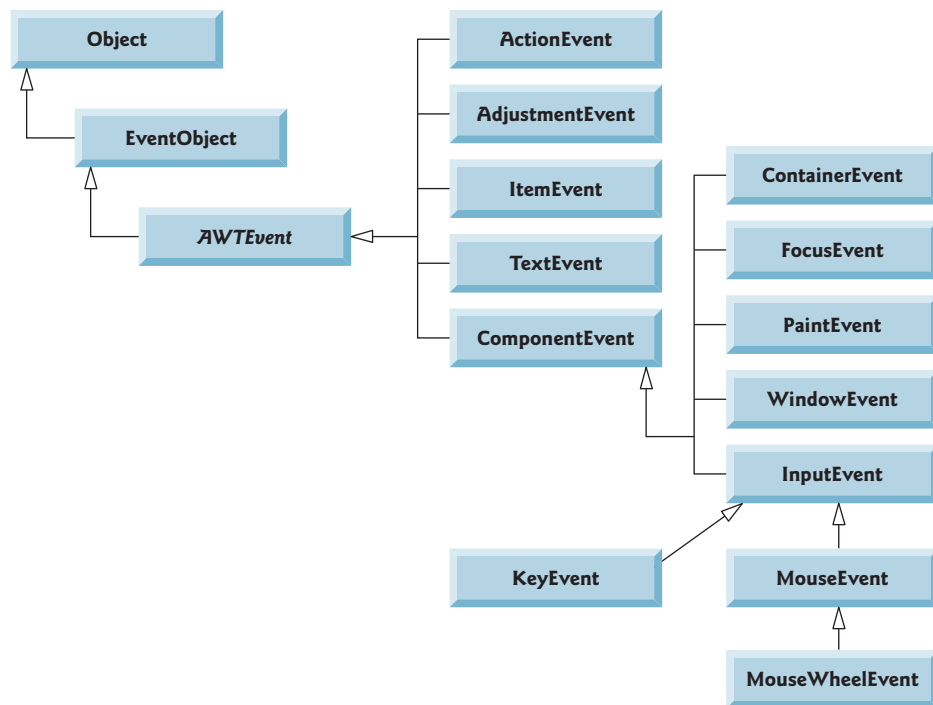 Object
EventObject
AWTEvent
ActionEvent
AdjustmentEvent
ItemEvent
TextEvent
ComponentEvent
ContainerEvent
FocusEvent
PaintEvent
WindowEvent
InputEvent
KeyEvent
MouseEvent
MouseWheelEvent